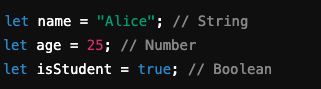 let name = "Alice"; // String
let age = 25; // Number
let isStudent = true; // Boolean